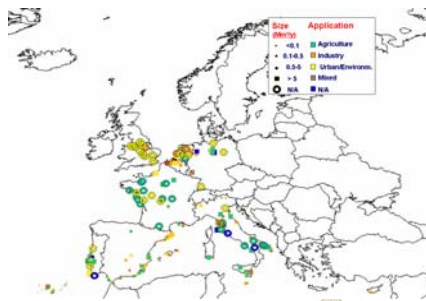 Size Application
(Mm³/y)
<0.1 Agriculture
0.1-0.5 Industry
0.5-5 Urban/Environm.
> 5 Mixed
N/A N/A